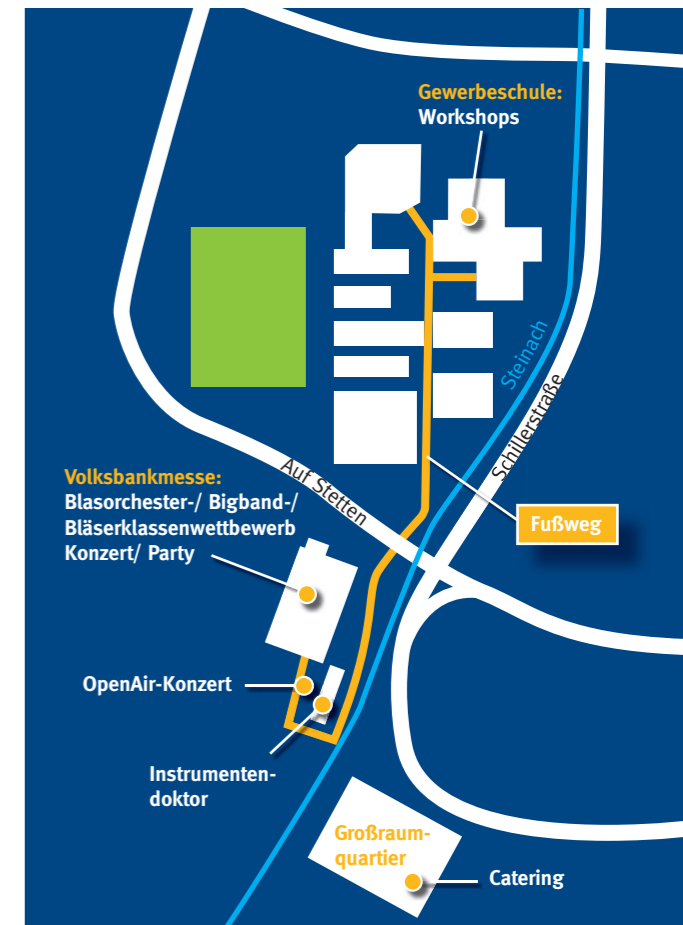 Gewerbeschule:
Workshops
Steinach
Schillerstraße
Auf Stetten
Volksbankmesse:
Blasorchester-/ Bigband-/
Bläserklassenwettbewerb
Konzert/ Party
Fußweg
OpenAir-Konzert
Instrumenten-
doktor
Großraum-
quartier
Catering